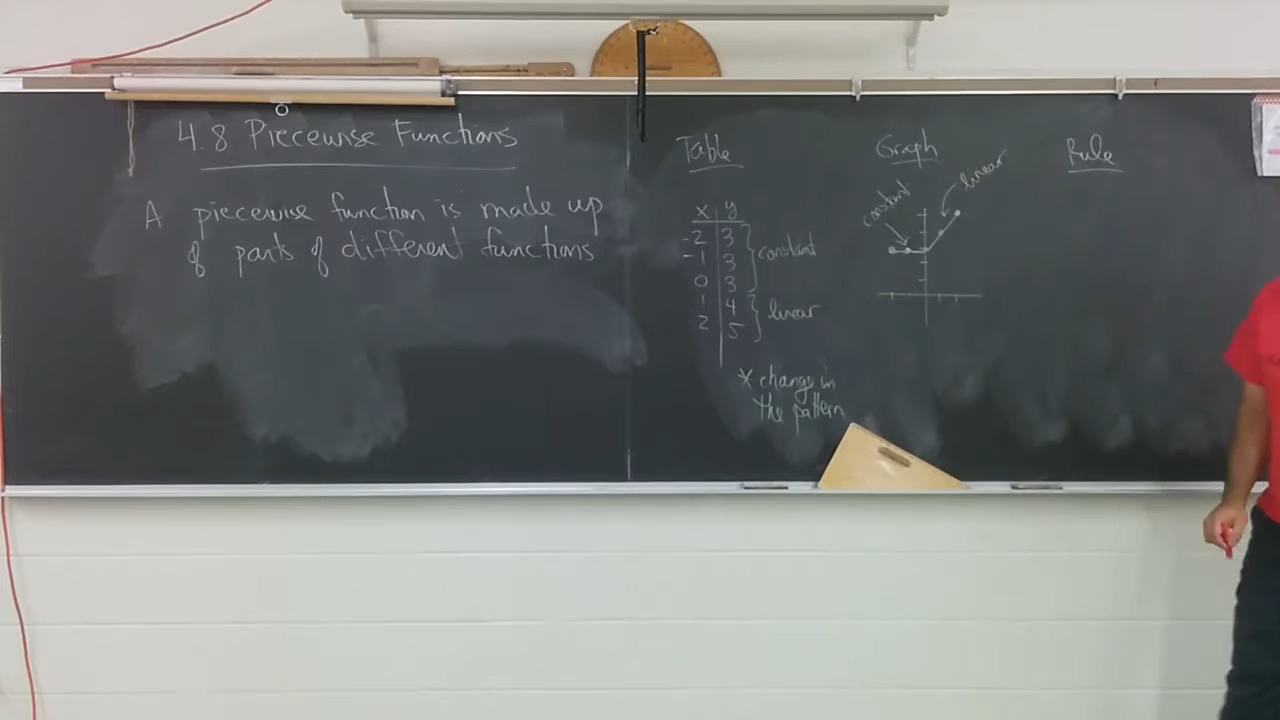 4.8 Piecewise Functions
A piecewise function is made up
of parts of different functions
Table
x y
-2 3
-1 3
0 3
constant
1 4
2 5
linear
* change in
the pattern
Graph
constant
linear
Rule